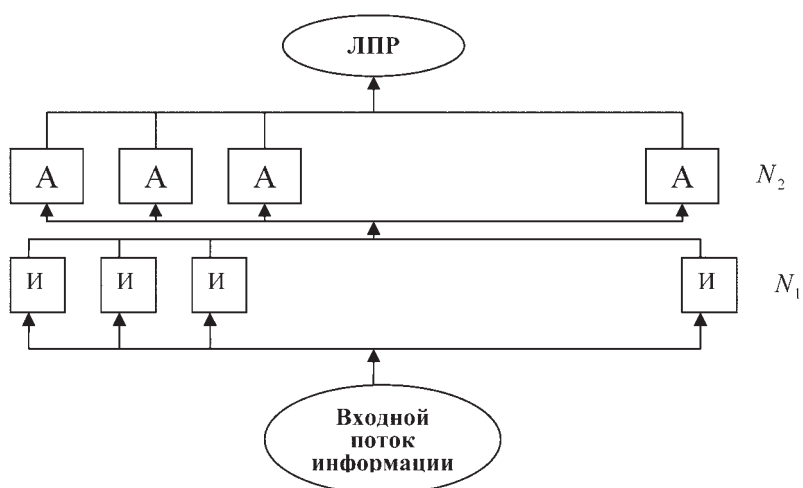 ЛПР
А А А А N₂
И И И И N₁
Входной
поток
информации